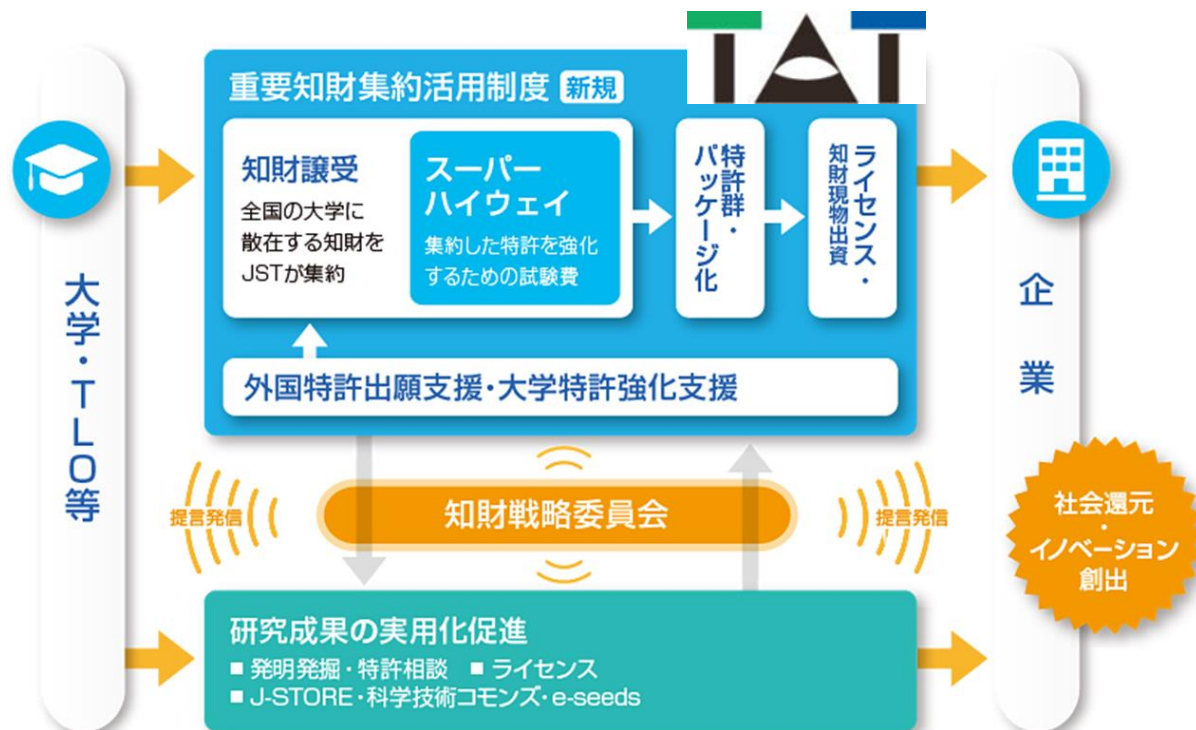 重要知財集約活用制度 新規
知財譲受
全国の大学に
散在する知財を
JSTが集約
スーパー
ハイウェイ
集約した特許を強化
するための試験費
特許群・
パッケージ化
ライセンス・
知財現物出資
外国特許出願支援・大学特許強化支援
大学・TLO等
企業
提言発信
知財戦略委員会
提言発信
社会還元
・
イノベーション
創出
研究成果の実用化促進
■ 発明発掘・特許相談 ■ ライセンス
■ J-STORE・科学技術コモンズ・e-seeds